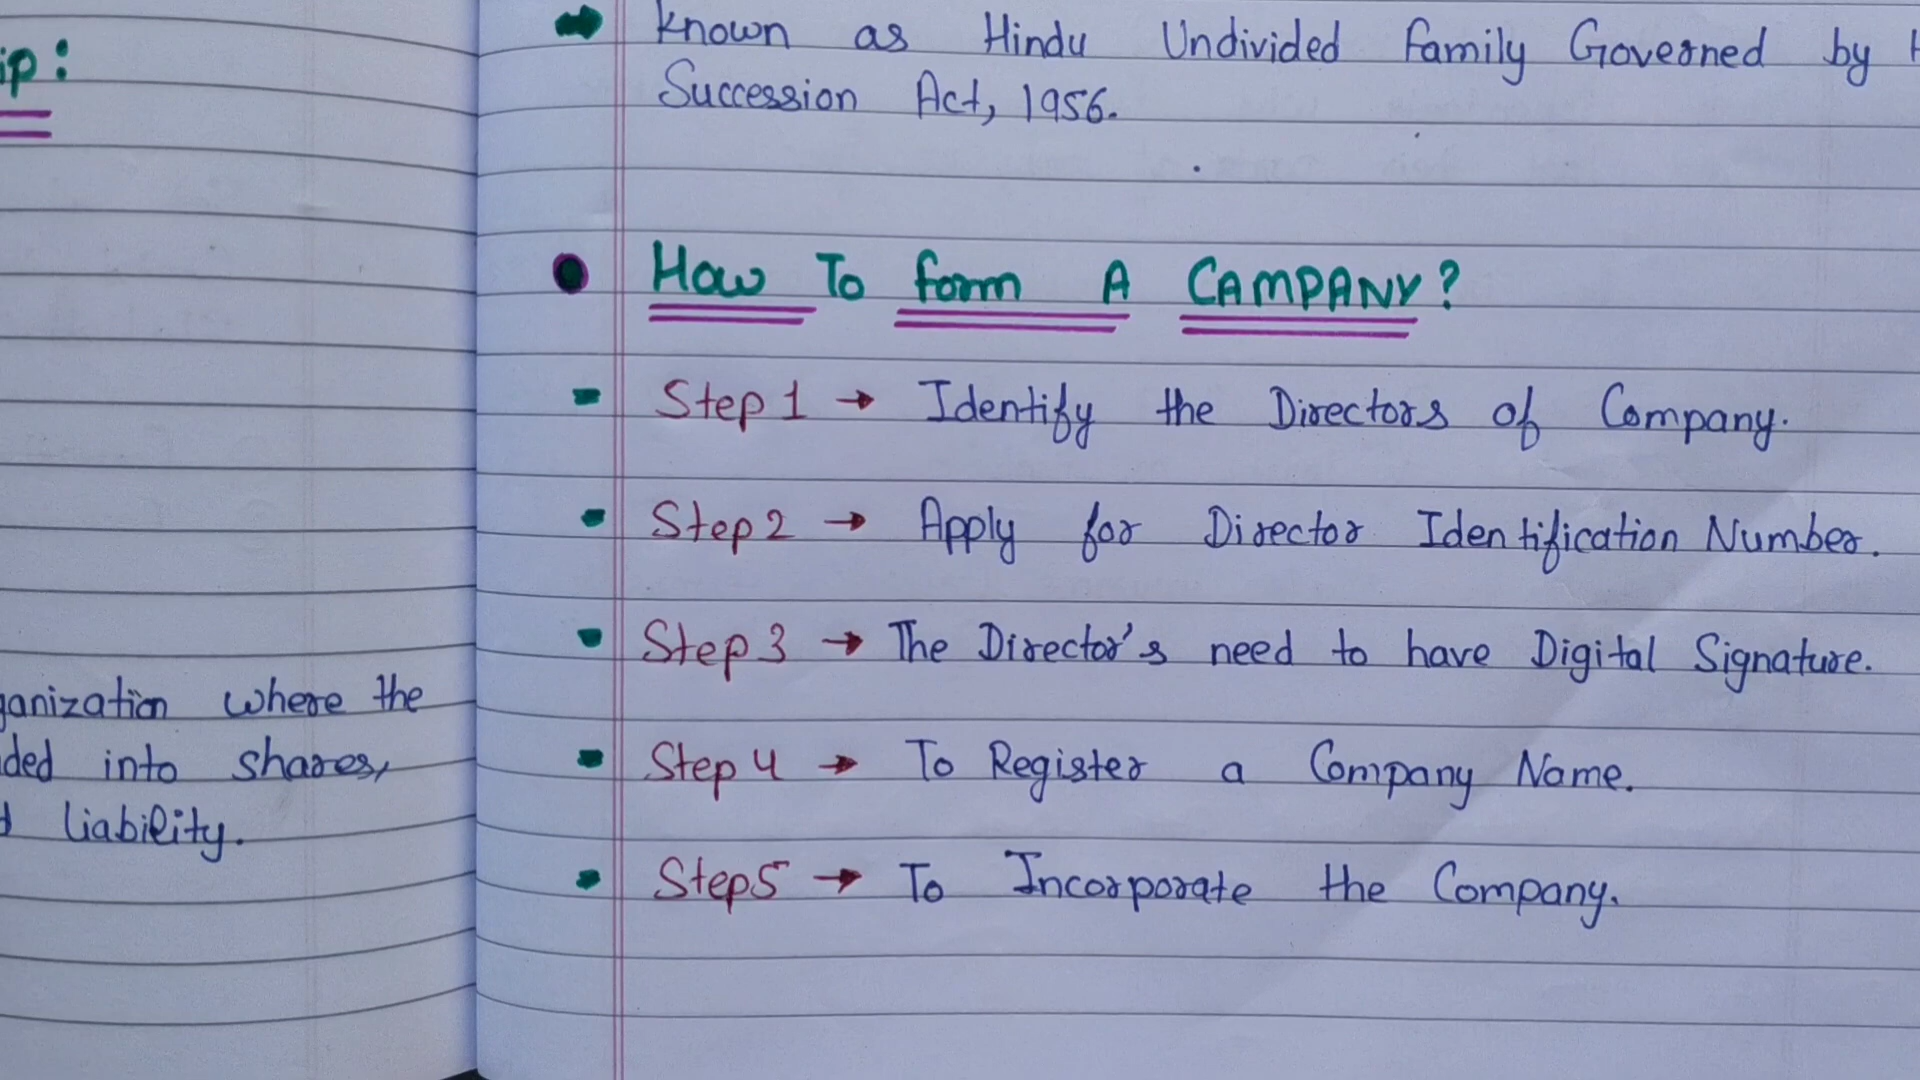 ip:
ganization where the
ded into shares,
liability.
known as Hindu Undivided family Governed by
Succession Act, 1956.
How To form A CAMPANY?
Step 1 → Identify the Directors of Company.
Step 2 → Apply for Director Identification Number.
Step 3 → The Director's need to have Digital Signature.
Step 4 → To Register a Company Name.
Step 5 → To Incorporate the Company.